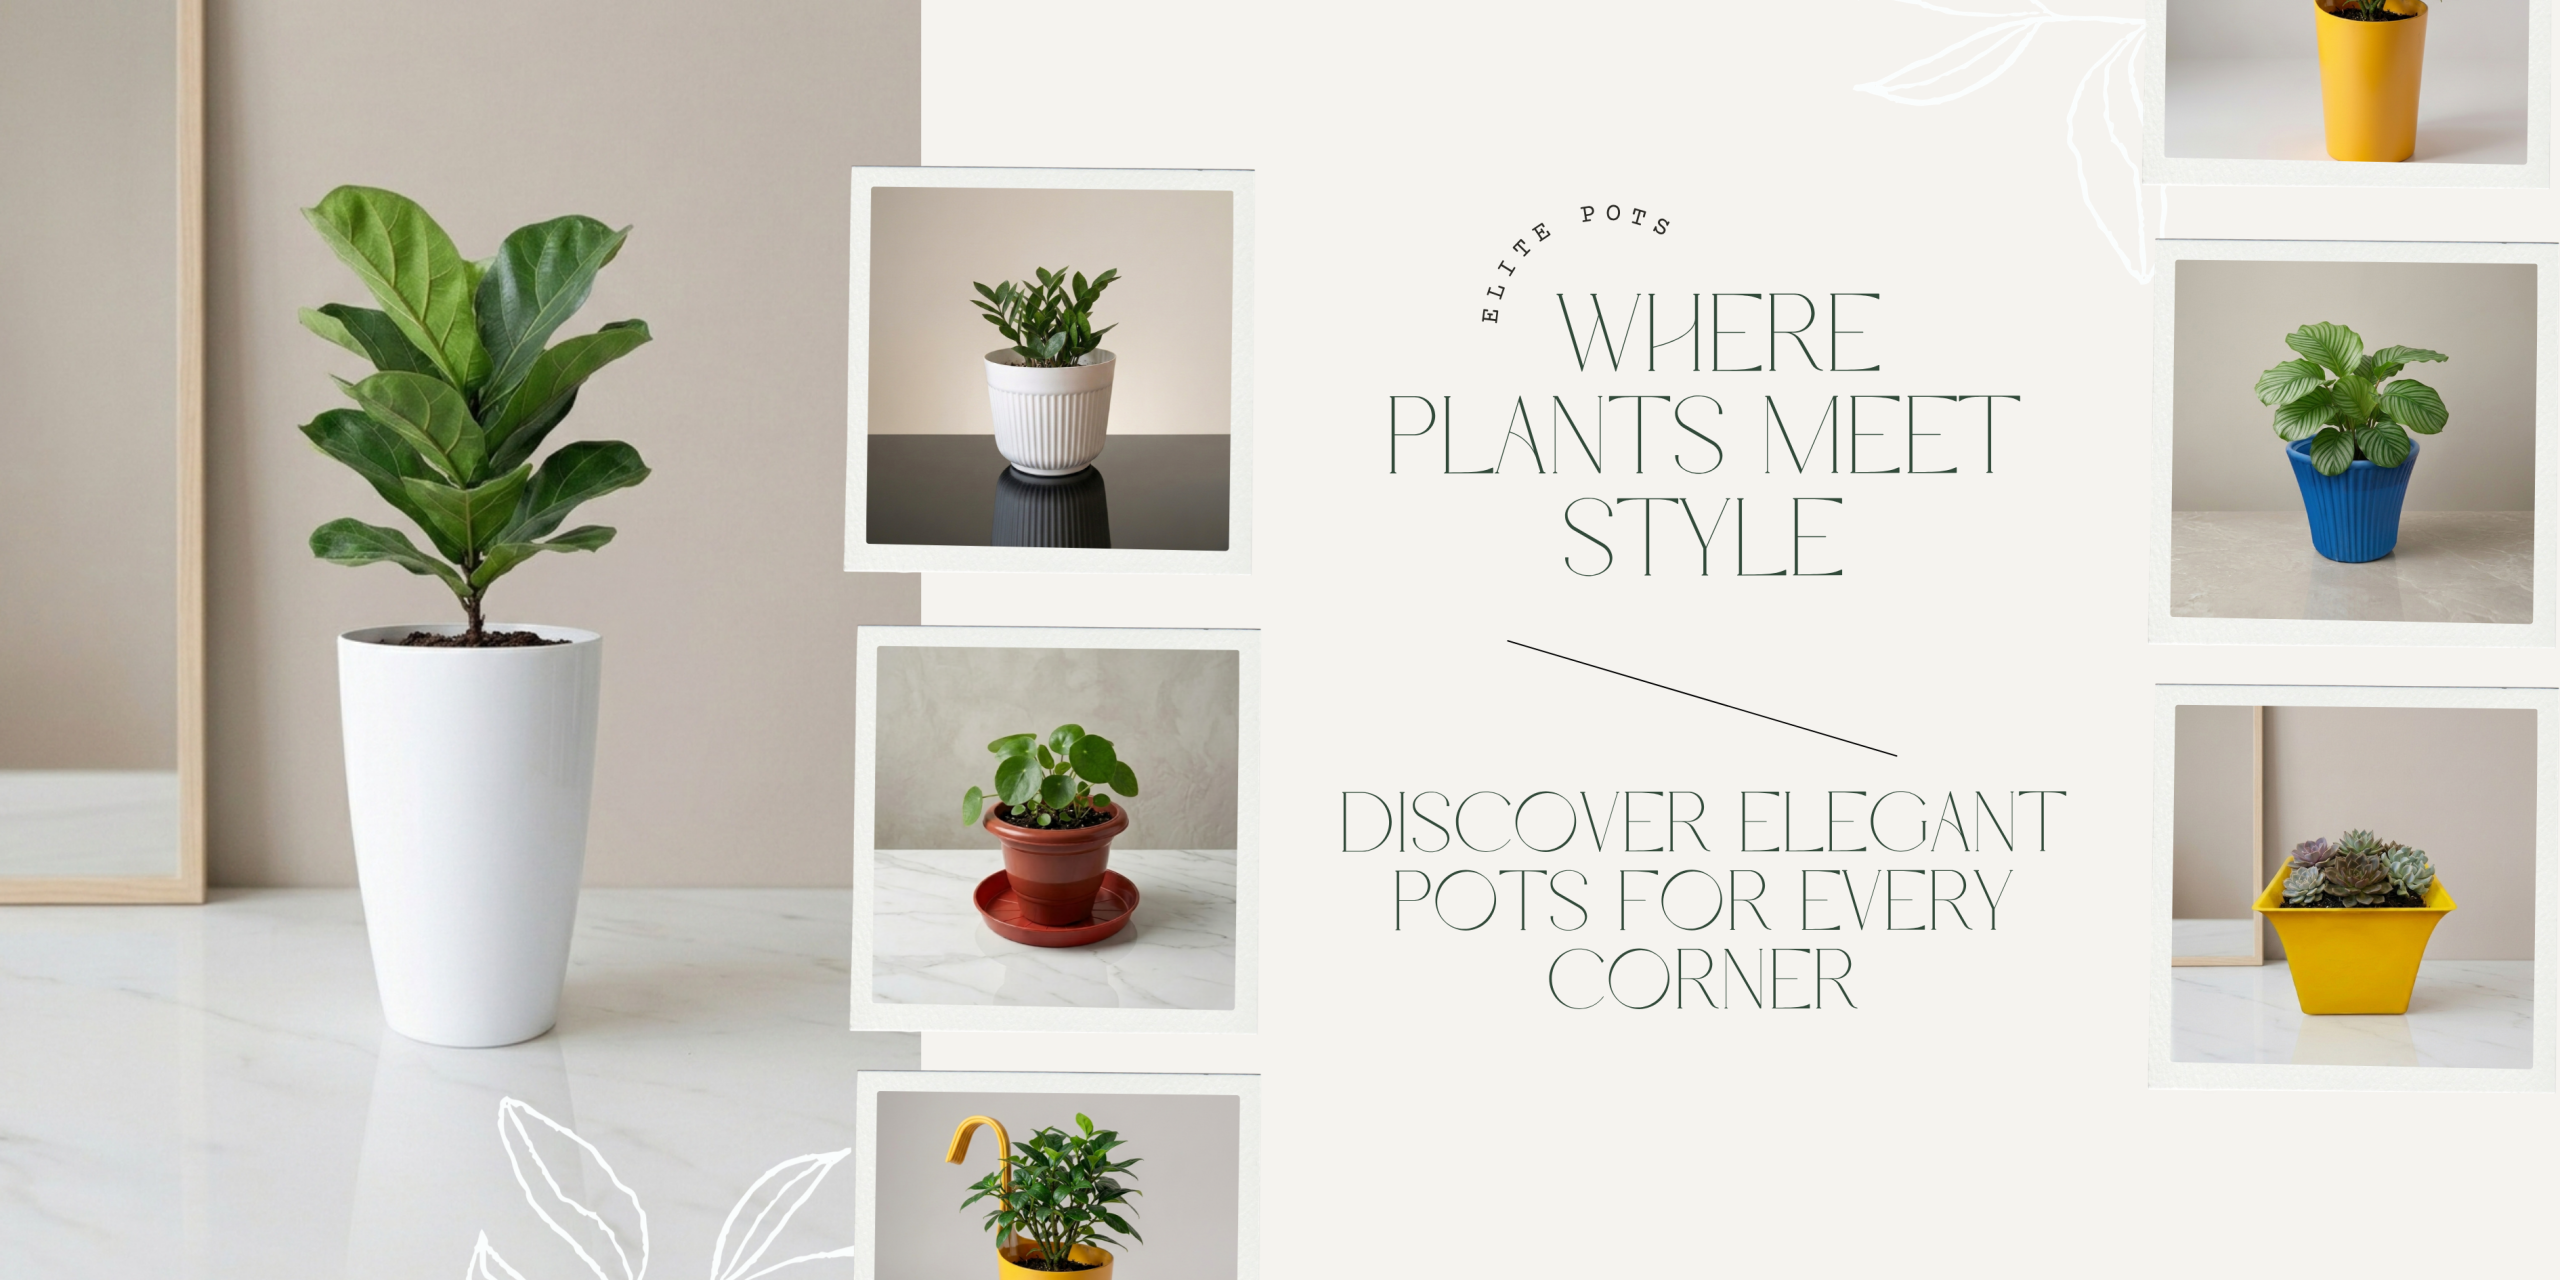 ELITE POTS
WHERE
PLANTS MEET
STYLE
DISCOVER ELEGANT
POTS FOR EVERY
CORNER